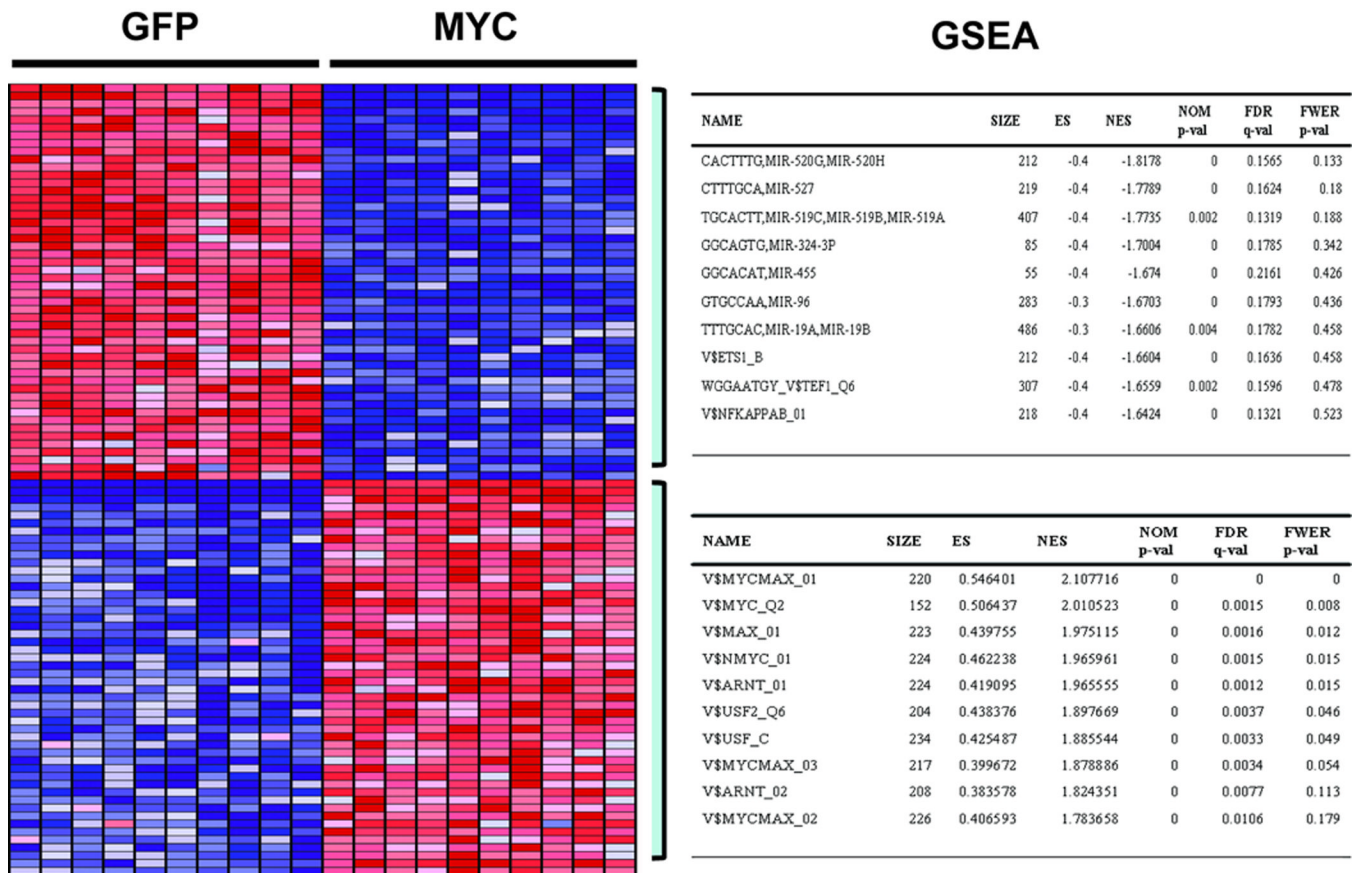 GFP MYC GSEA
NAME SIZE ES NES NOM p-val FDR q-val FWER p-val
CACTTTG,MIR-520G,MIR-520H 212 -0.4 -1.8178 0 0.1565 0.133
CTTTGCA,MIR-527 219 -0.4 -1.7789 0 0.1624 0.18
TGCACTT,MIR-519C,MIR-519B,MIR-519A 407 -0.4 -1.7735 0.002 0.1319 0.188
GGCAGTG,MIR-324-3P 85 -0.4 -1.7004 0 0.1785 0.342
GGCACAT,MIR-455 55 -0.4 -1.674 0 0.2161 0.426
GTGCCAA,MIR-96 283 -0.3 -1.6703 0 0.1793 0.436
TTTGCAC,MIR-19A,MIR-19B 486 -0.3 -1.6606 0.004 0.1782 0.458
V$ETS1_B 212 -0.4 -1.6604 0 0.1636 0.458
WGGAATGY_V$TEF1_Q6 307 -0.4 -1.6559 0.002 0.1596 0.478
V$NFKAPPAB_01 218 -0.4 -1.6424 0 0.1321 0.523
NAME SIZE ES NES NOM p-val FDR q-val FWER p-val
V$MYCMAX_01 220 0.546401 2.107716 0 0 0
V$MYC_Q2 152 0.506437 2.010523 0 0.0015 0.008
V$MAX_01 223 0.439755 1.975115 0 0.0016 0.012
V$NMYC_01 224 0.462238 1.965961 0 0.0015 0.015
V$ARNT_01 224 0.419095 1.965555 0 0.0012 0.015
V$USF2_Q6 204 0.438376 1.897669 0 0.0037 0.046
V$USF_C 234 0.425487 1.885544 0 0.0033 0.049
V$MYCMAX_03 217 0.399672 1.878886 0 0.0034 0.054
V$ARNT_02 208 0.383578 1.824351 0 0.0077 0.113
V$MYCMAX_02 226 0.406593 1.783658 0 0.0106 0.179